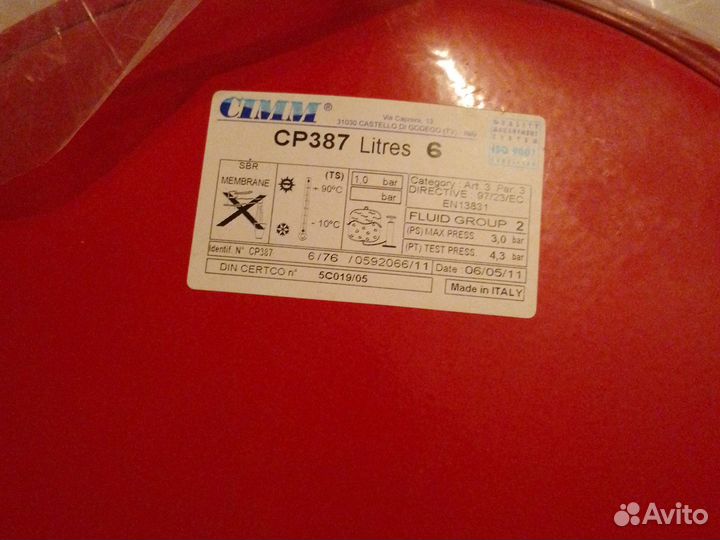 CIMM ®
Via Caprera, 13
31030 CASTELLO DI GODEGO (TV)
QUALITY
SYSTEM
ISO 9001
CP387 Litres 6
SBR
MEMBRANE
(TS)
+ 90°C
- 10°C
1.0 bar
bar
Category: Art. 3 Par. 3
DIRECTIVE 97/23/EC
EN13831
FLUID GROUP 2
(PS) MAX PRESS. 3,0 bar
(PT) TEST PRESS. 4,3 bar
Identif. N° CP387 6/76 /0592066/11 Date: 06/05/11
DIN CERTCO n° 5C019/05
Made in ITALY
Avito